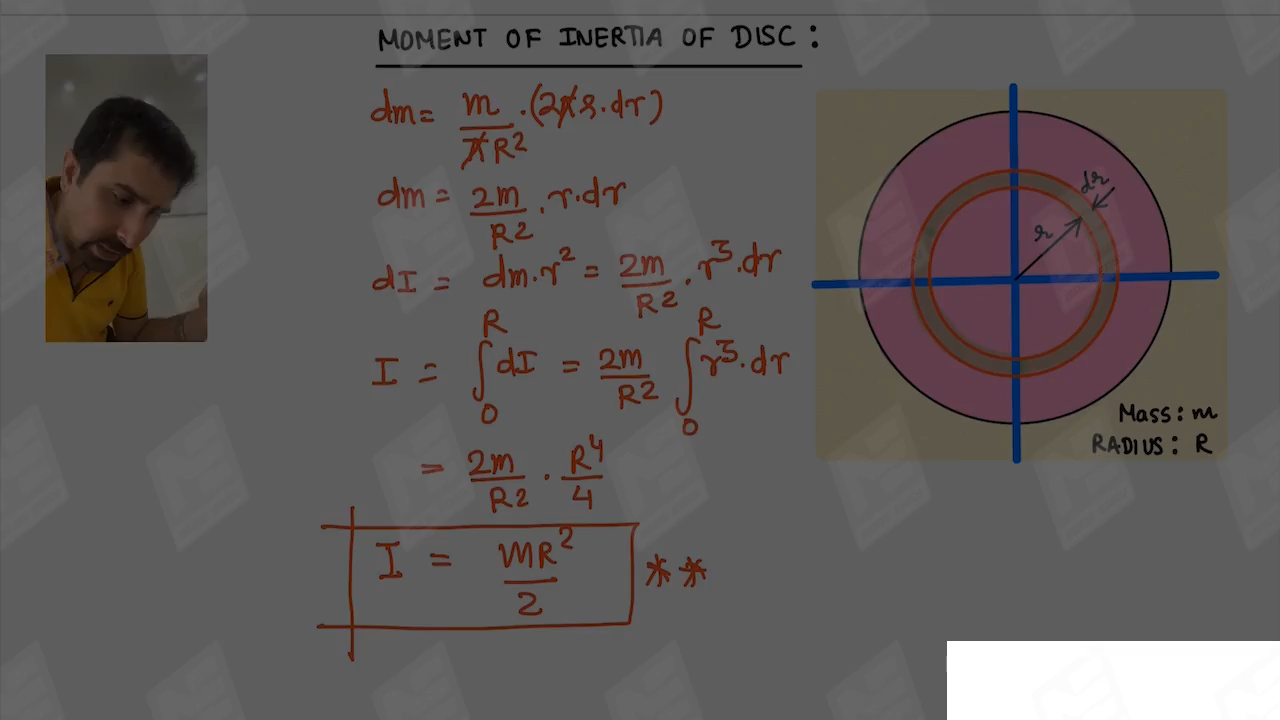 MOMENT OF INERTIA OF DISC :
dm = m/πR² . (2πr.dr)
dm = 2m/R² . r.dr
dI = dm.r² = 2m/R² . r³.dr
I = ∫₀ᴿ dI = 2m/R² ∫₀ᴿ r³.dr
= 2m/R² . R⁴/4
I = MR²/2 **
dr
r
Mass: m
RADIUS: R